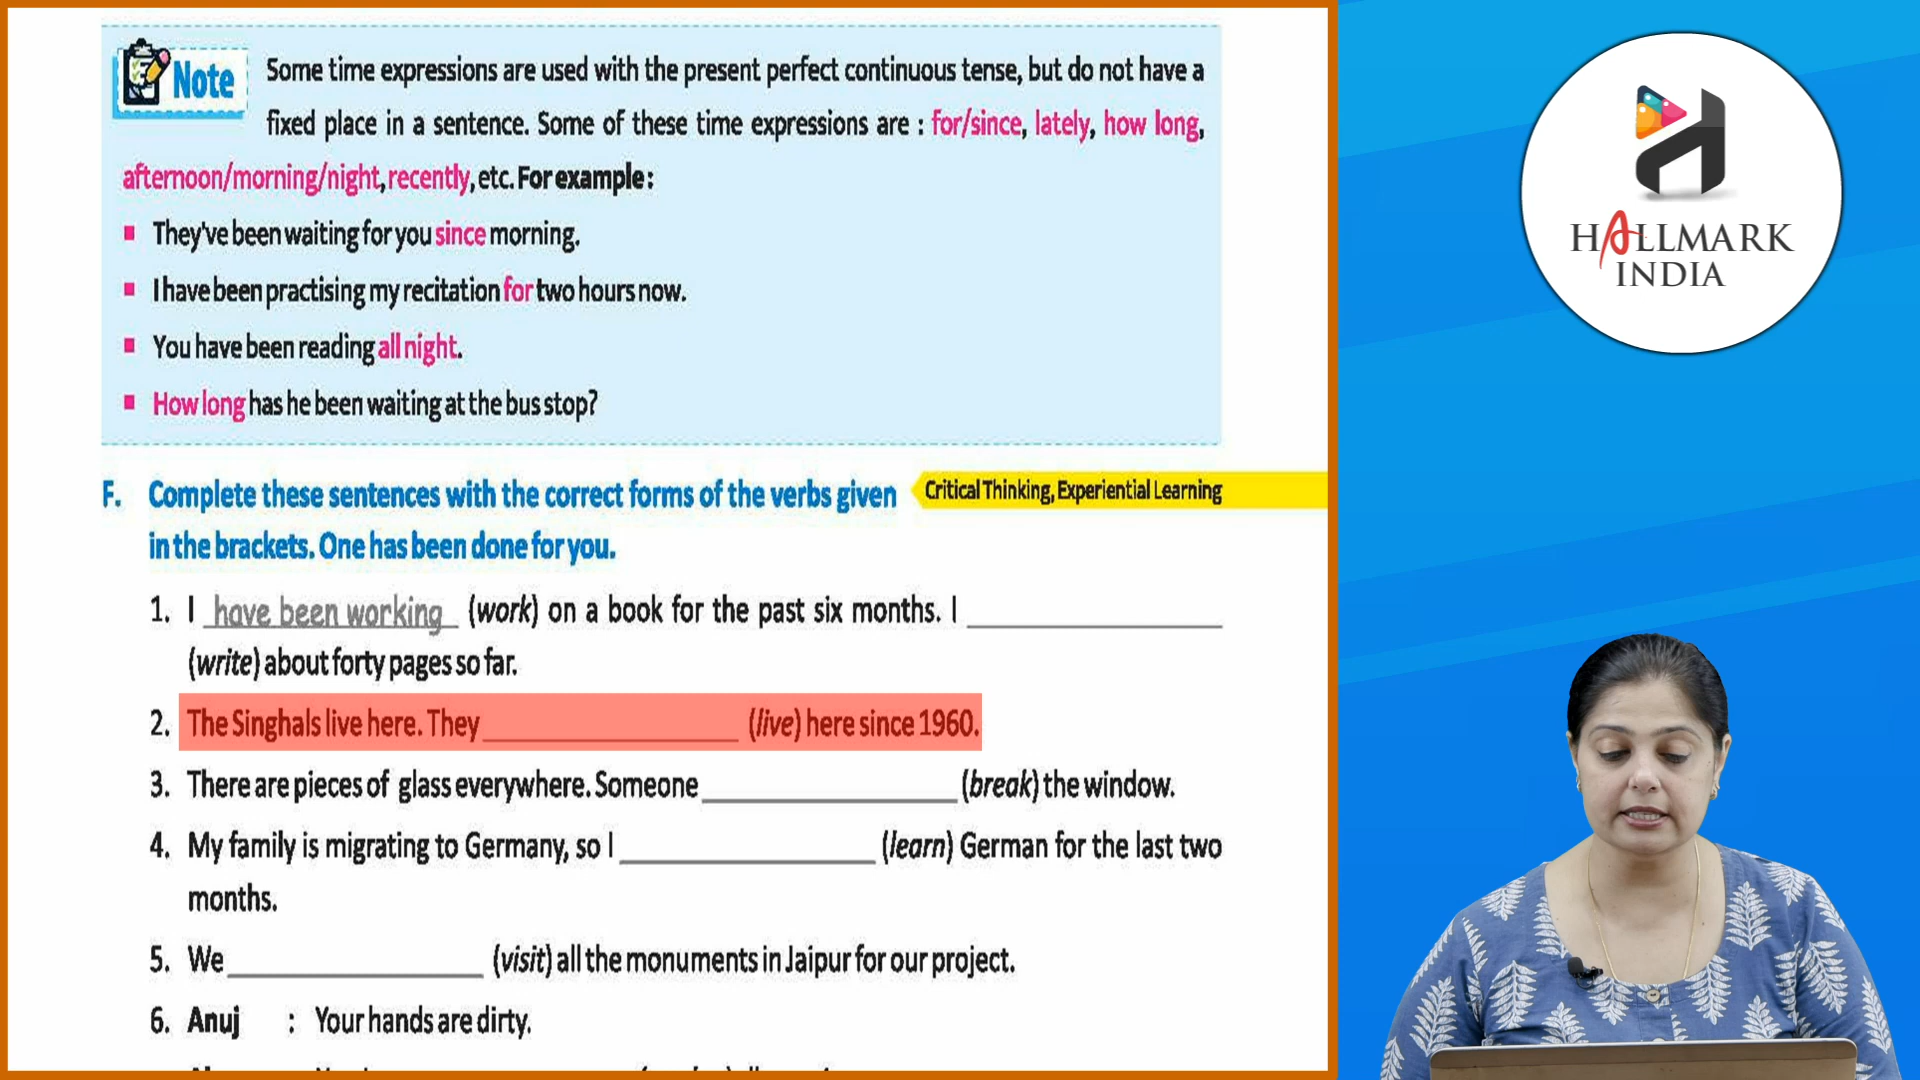 Note Some time expressions are used with the present perfect continuous tense, but do not have a
fixed place in a sentence. Some of these time expressions are : for/since, lately, how long,
afternoon/morning/night, recently, etc. For example :
They've been waiting for you since morning.
I have been practising my recitation for two hours now.
You have been reading all night.
How long has he been waiting at the bus stop?
F. Complete these sentences with the correct forms of the verbs given
in the brackets. One has been done for you.
Critical Thinking, Experiential Learning
1. I have been working (work) on a book for the past six months. I ____________
(write) about forty pages so far.
2. The Singhals live here. They ____________ (live) here since 1960.
3. There are pieces of glass everywhere. Someone ____________ (break) the window.
4. My family is migrating to Germany, so I ____________ (learn) German for the last two
months.
5. We ____________ (visit) all the monuments in Jaipur for our project.
6. Anuj : Your hands are dirty.
HALLMARK
INDIA